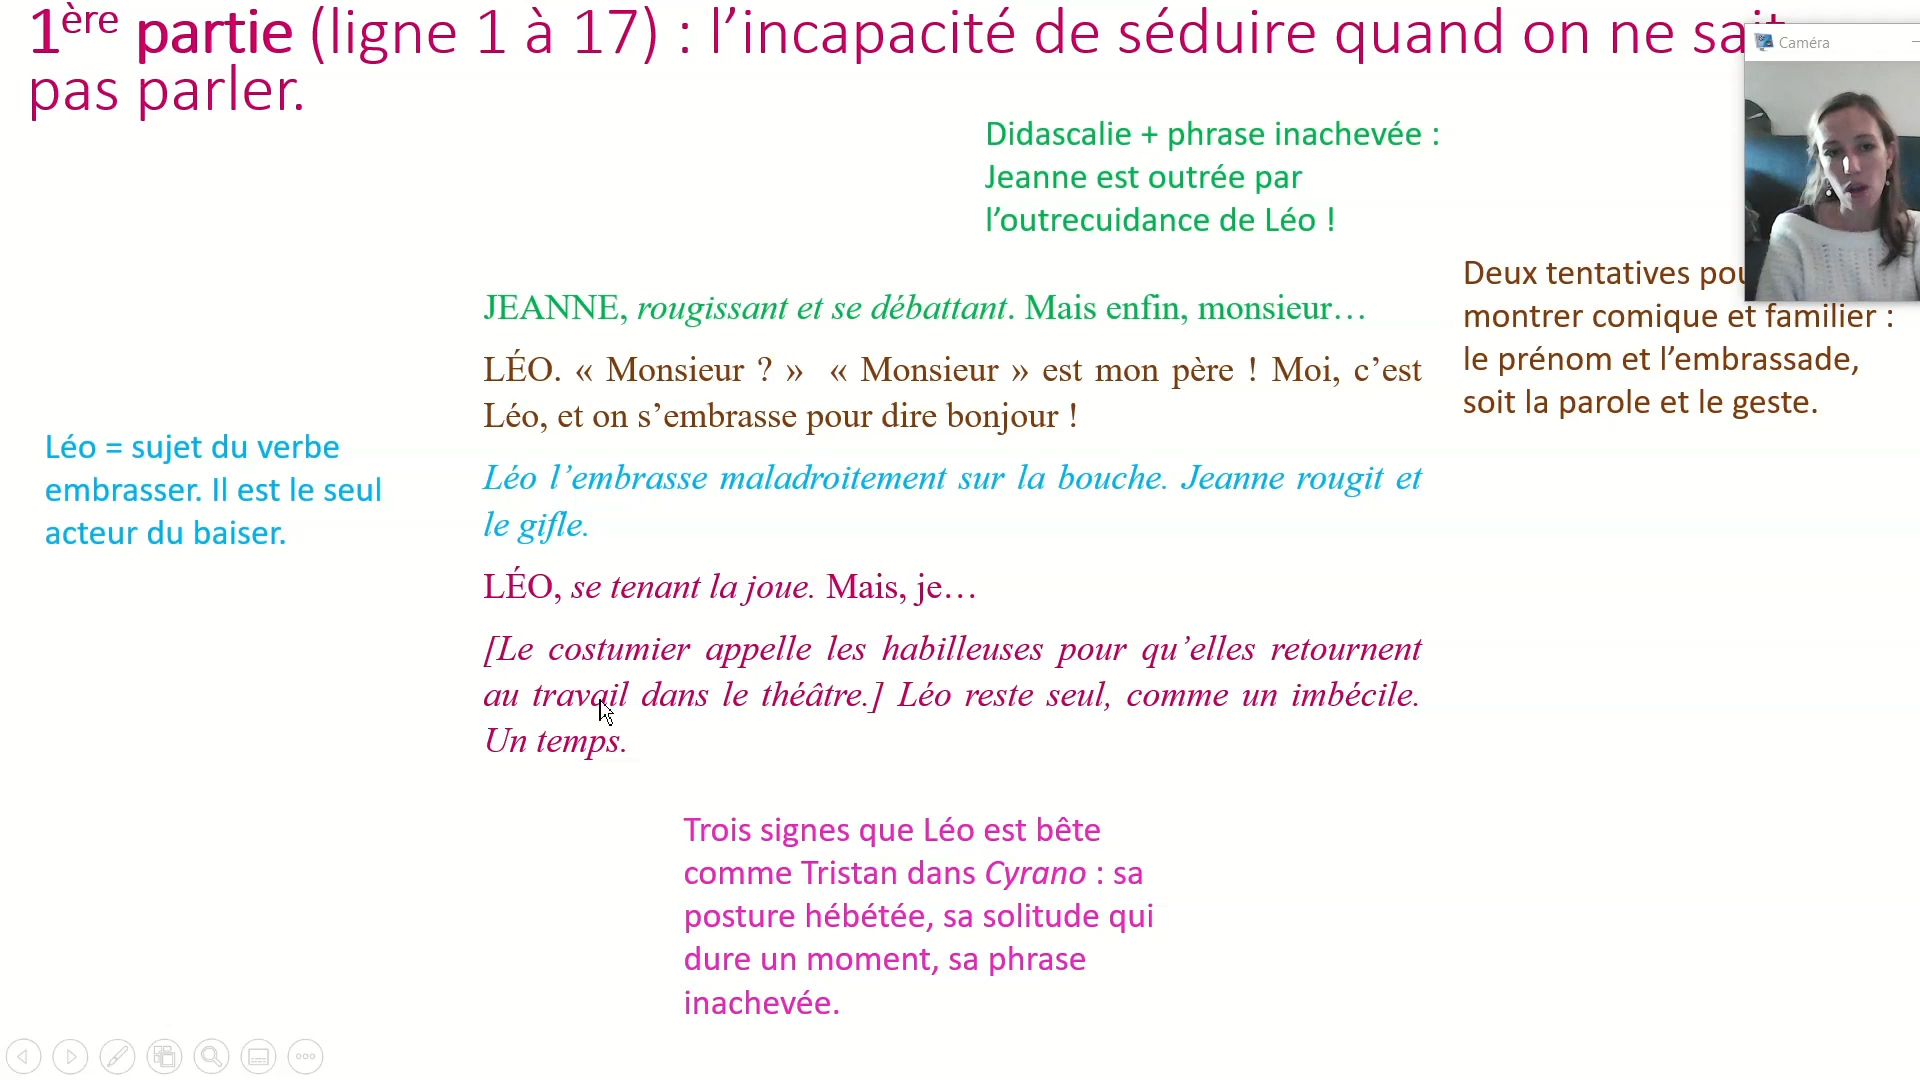 1ère partie (ligne 1 à 17) : l’incapacité de séduire quand on ne sait
pas parler.
Caméra
Didascalie + phrase inachevée :
Jeanne est outrée par
l’outrecuidance de Léo !
Deux tentatives
montrer comique et familier :
le prénom et l’embrassade,
soit la parole et le geste.
JEANNE, rougissant et se débattant. Mais enfin, monsieur…
LÉO. « Monsieur ? » « Monsieur » est mon père ! Moi, c’est
Léo, et on s’embrasse pour dire bonjour !
Léo = sujet du verbe
embrasser. Il est le seul
acteur du baiser.
Léo l’embrasse maladroitement sur la bouche. Jeanne rougit et
le gifle.
LÉO, se tenant la joue. Mais, je…
[Le costumier appelle les habilleuses pour qu’elles retournent
au travail dans le théâtre.] Léo reste seul, comme un imbécile.
Un temps.
Trois signes que Léo est bête
comme Tristan dans Cyrano : sa
posture hébétée, sa solitude qui
dure un moment, sa phrase
inachevée.